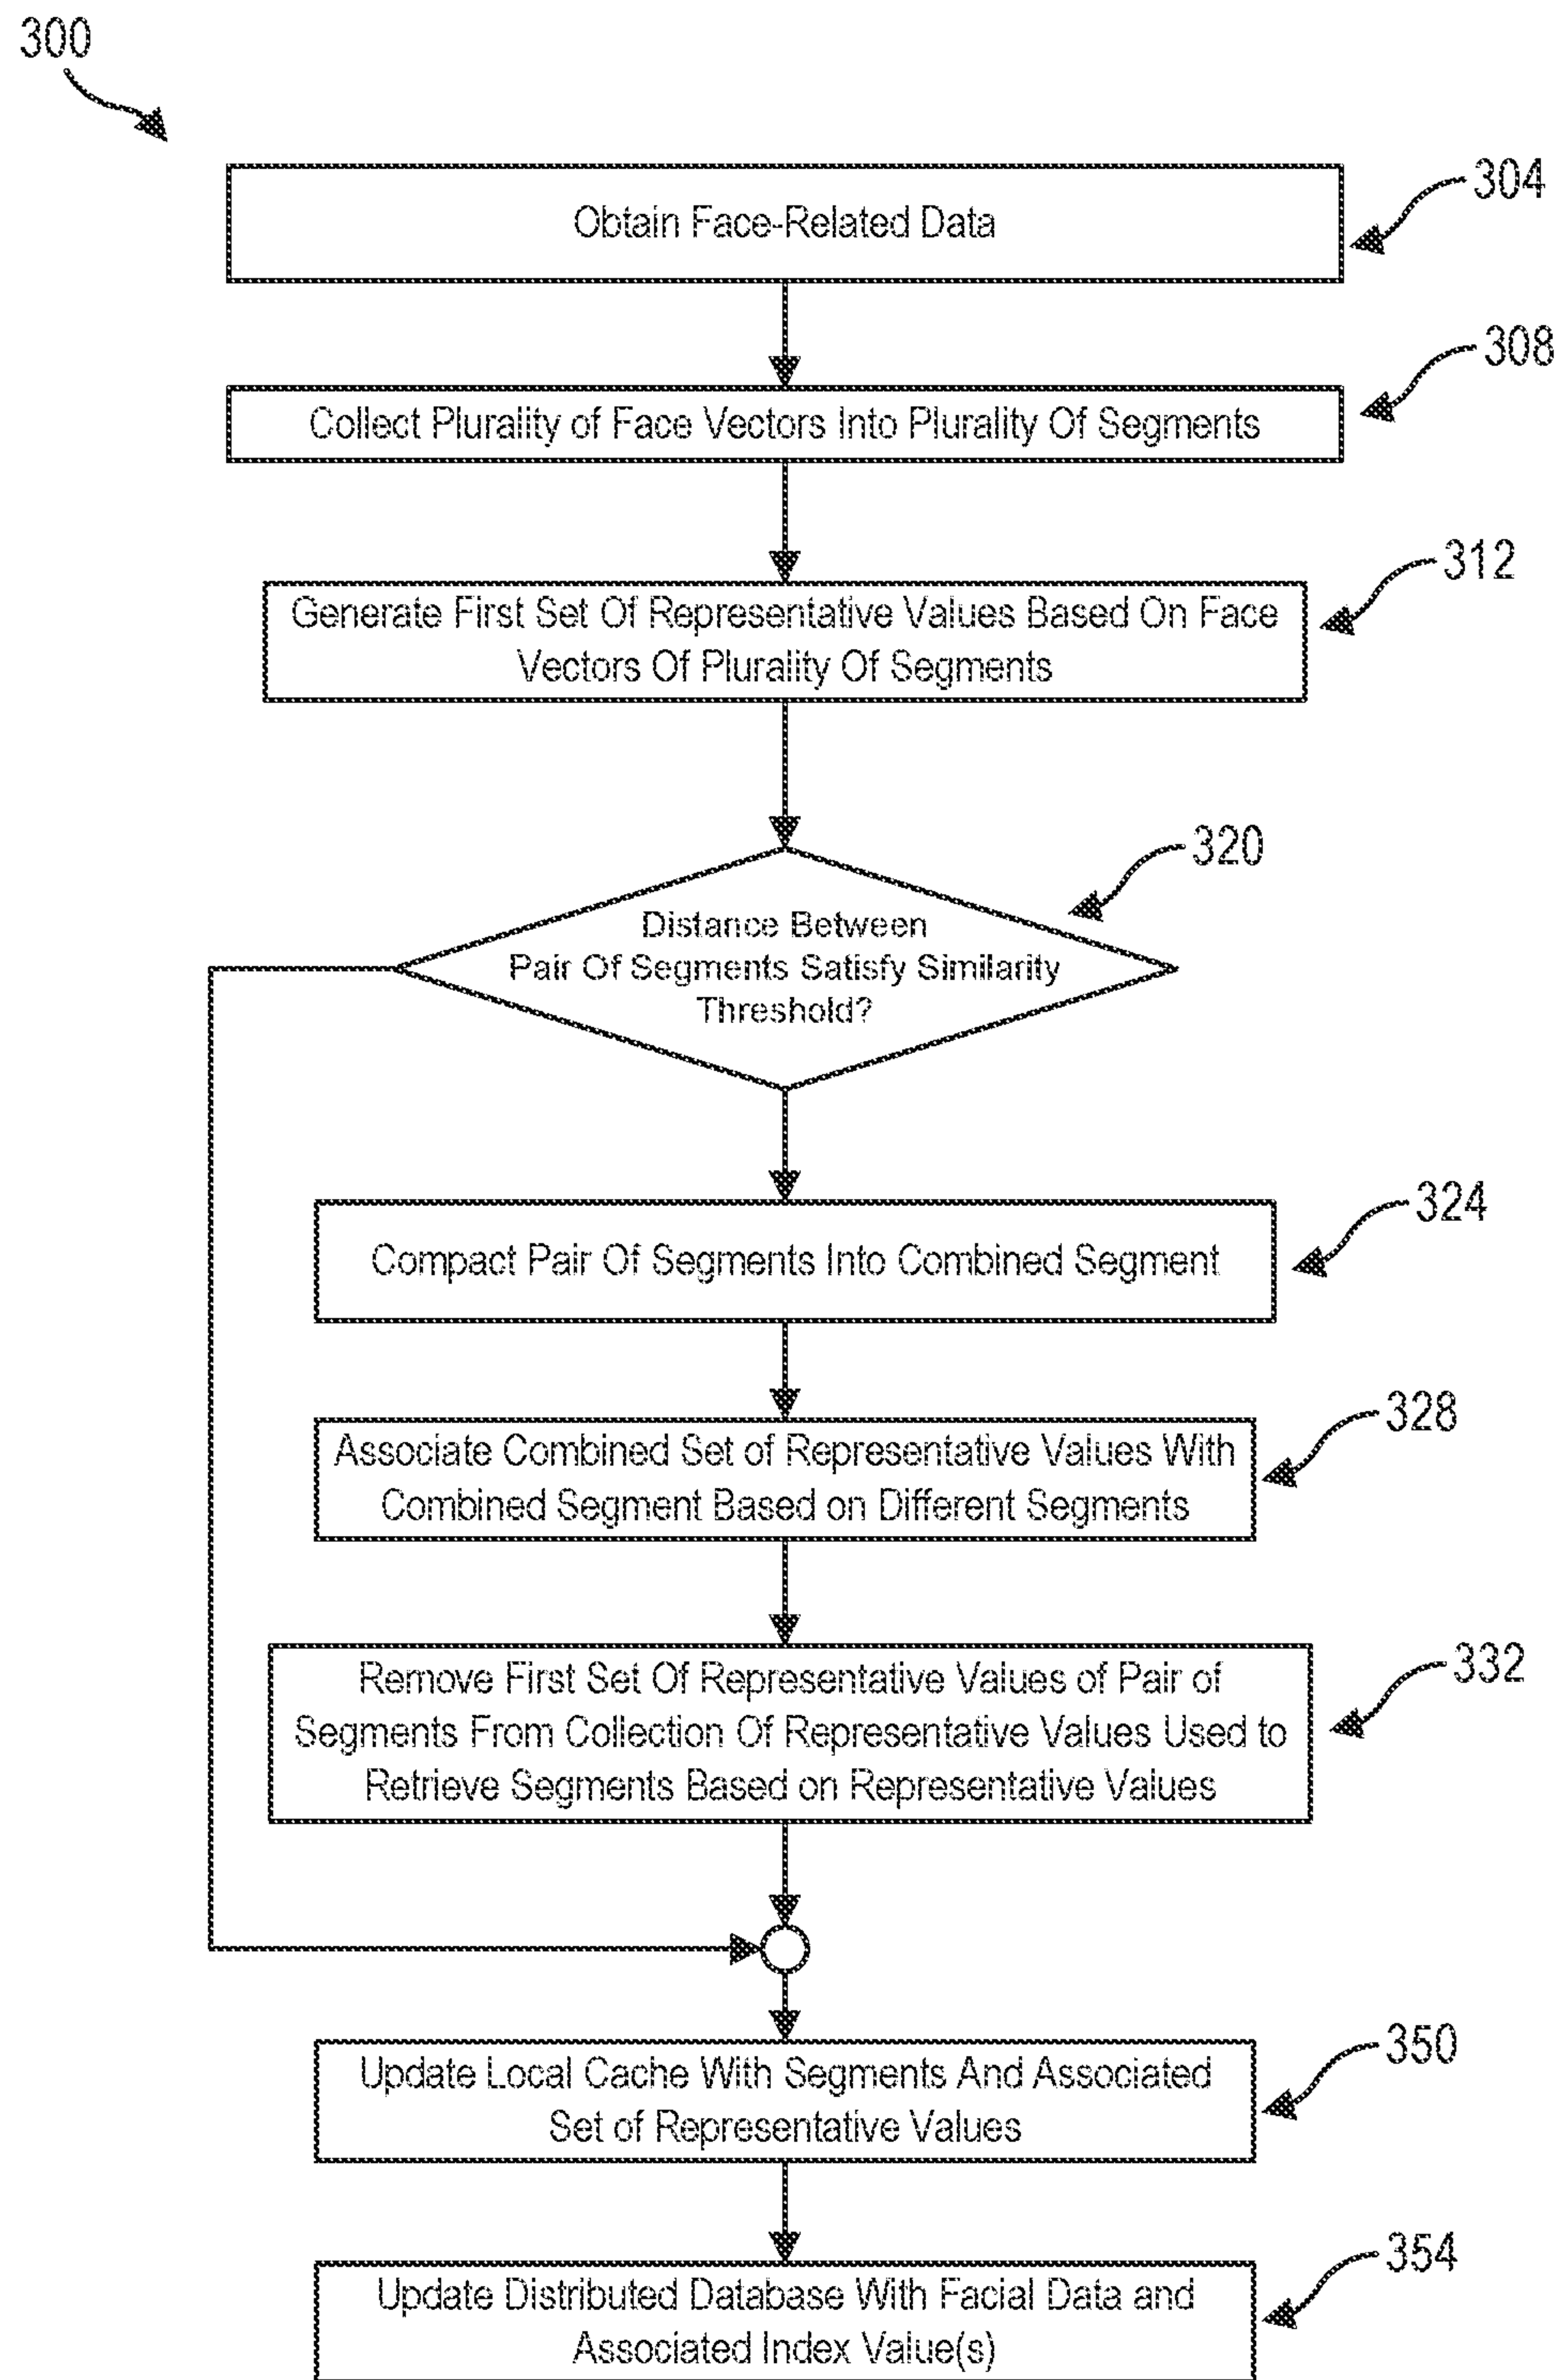 300
Obtain Face-Related Data
304
308
Collect Plurality of Face Vectors Into Plurality Of Segments
312
Generate First Set Of Representative Values Based On Face
Vectors Of Plurality Of Segments
320
Distance Between
Pair Of Segments Satisfy Similarity
Threshold?
324
Compact Pair Of Segments Into Combined Segment
328
Associate Combined Set of Representative Values With
Combined Segment Based on Different Segments
332
Remove First Set Of Representative Values of Pair of
Segments From Collection Of Representative Values Used to
Retrieve Segments Based on Representative Values
350
Update Local Cache With Segments And Associated
Set of Representative Values
354
Update Distributed Database With Facial Data and
Associated Index Value(s)